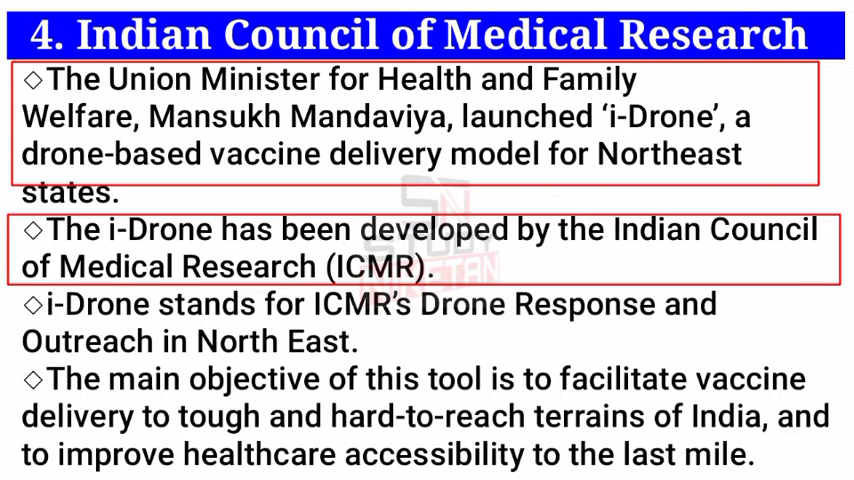 4. Indian Council of Medical Research
◇The Union Minister for Health and Family
Welfare, Mansukh Mandaviya, launched ‘i-Drone’, a
drone-based vaccine delivery model for Northeast
states.
◇The i-Drone has been developed by the Indian Council
of Medical Research (ICMR).
◇i-Drone stands for ICMR’s Drone Response and
Outreach in North East.
◇The main objective of this tool is to facilitate vaccine
delivery to tough and hard-to-reach terrains of India, and
to improve healthcare accessibility to the last mile.
STUDY